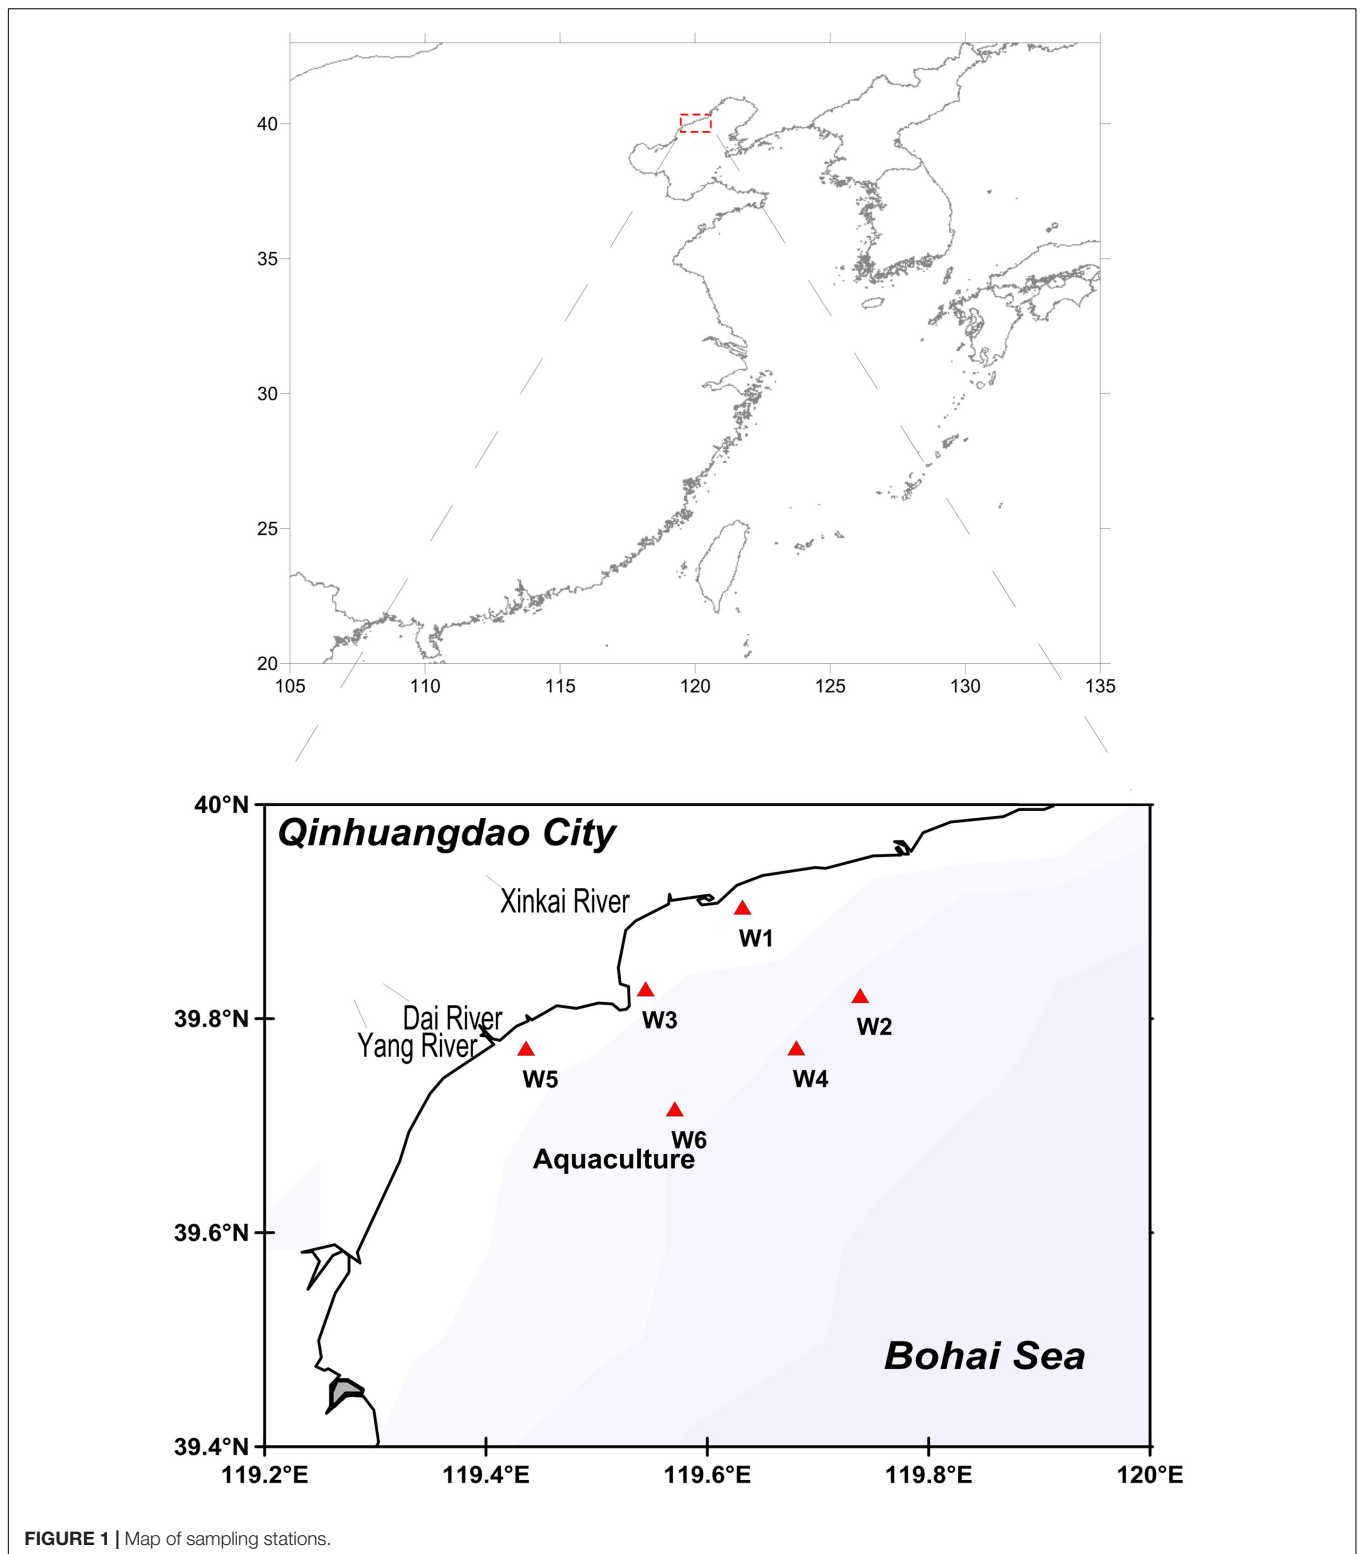 40
35
30
25
20
105 110 115 120 125 130 135
40°N
Qinhuangdao City
Xinkai River
W1
W3
W2
39.8°N
Dai River
Yang River
W5
W4
W6
Aquaculture
39.6°N
Bohai Sea
39.4°N
119.2°E 119.4°E 119.6°E 119.8°E 120°E
FIGURE 1 | Map of sampling stations.